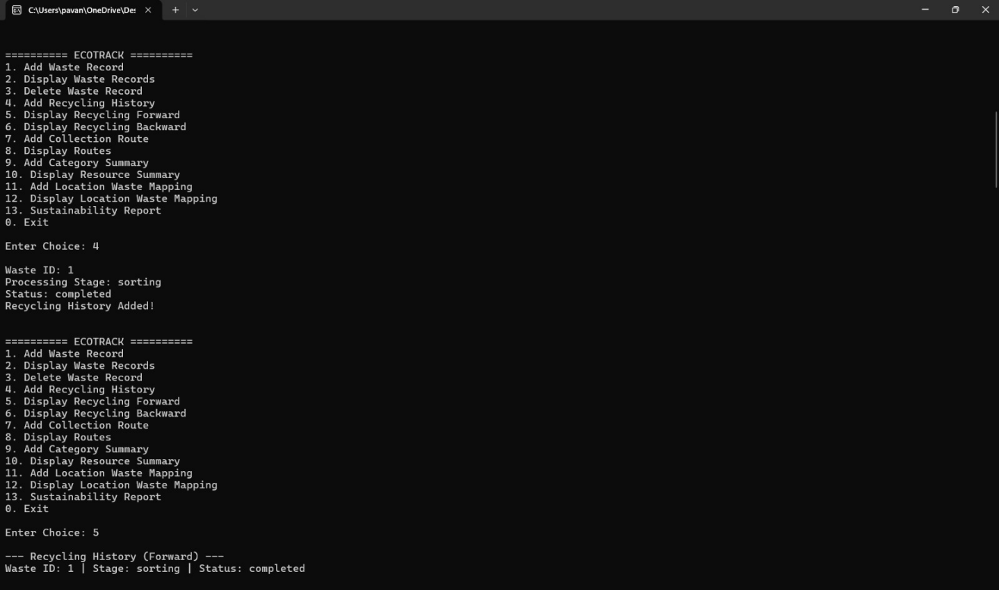 C:\Users\pavan\OneDrive\Des
========== ECOTRACK ==========
1. Add Waste Record
2. Display Waste Records
3. Delete Waste Record
4. Add Recycling History
5. Display Recycling Forward
6. Display Recycling Backward
7. Add Collection Route
8. Display Routes
9. Add Category Summary
10. Display Resource Summary
11. Add Location Waste Mapping
12. Display Location Waste Mapping
13. Sustainability Report
0. Exit
Enter Choice: 4
Waste ID: 1
Processing Stage: sorting
Status: completed
Recycling History Added!
========== ECOTRACK ==========
1. Add Waste Record
2. Display Waste Records
3. Delete Waste Record
4. Add Recycling History
5. Display Recycling Forward
6. Display Recycling Backward
7. Add Collection Route
8. Display Routes
9. Add Category Summary
10. Display Resource Summary
11. Add Location Waste Mapping
12. Display Location Waste Mapping
13. Sustainability Report
0. Exit
Enter Choice: 5
--- Recycling History (Forward) ---
Waste ID: 1 | Stage: sorting | Status: completed